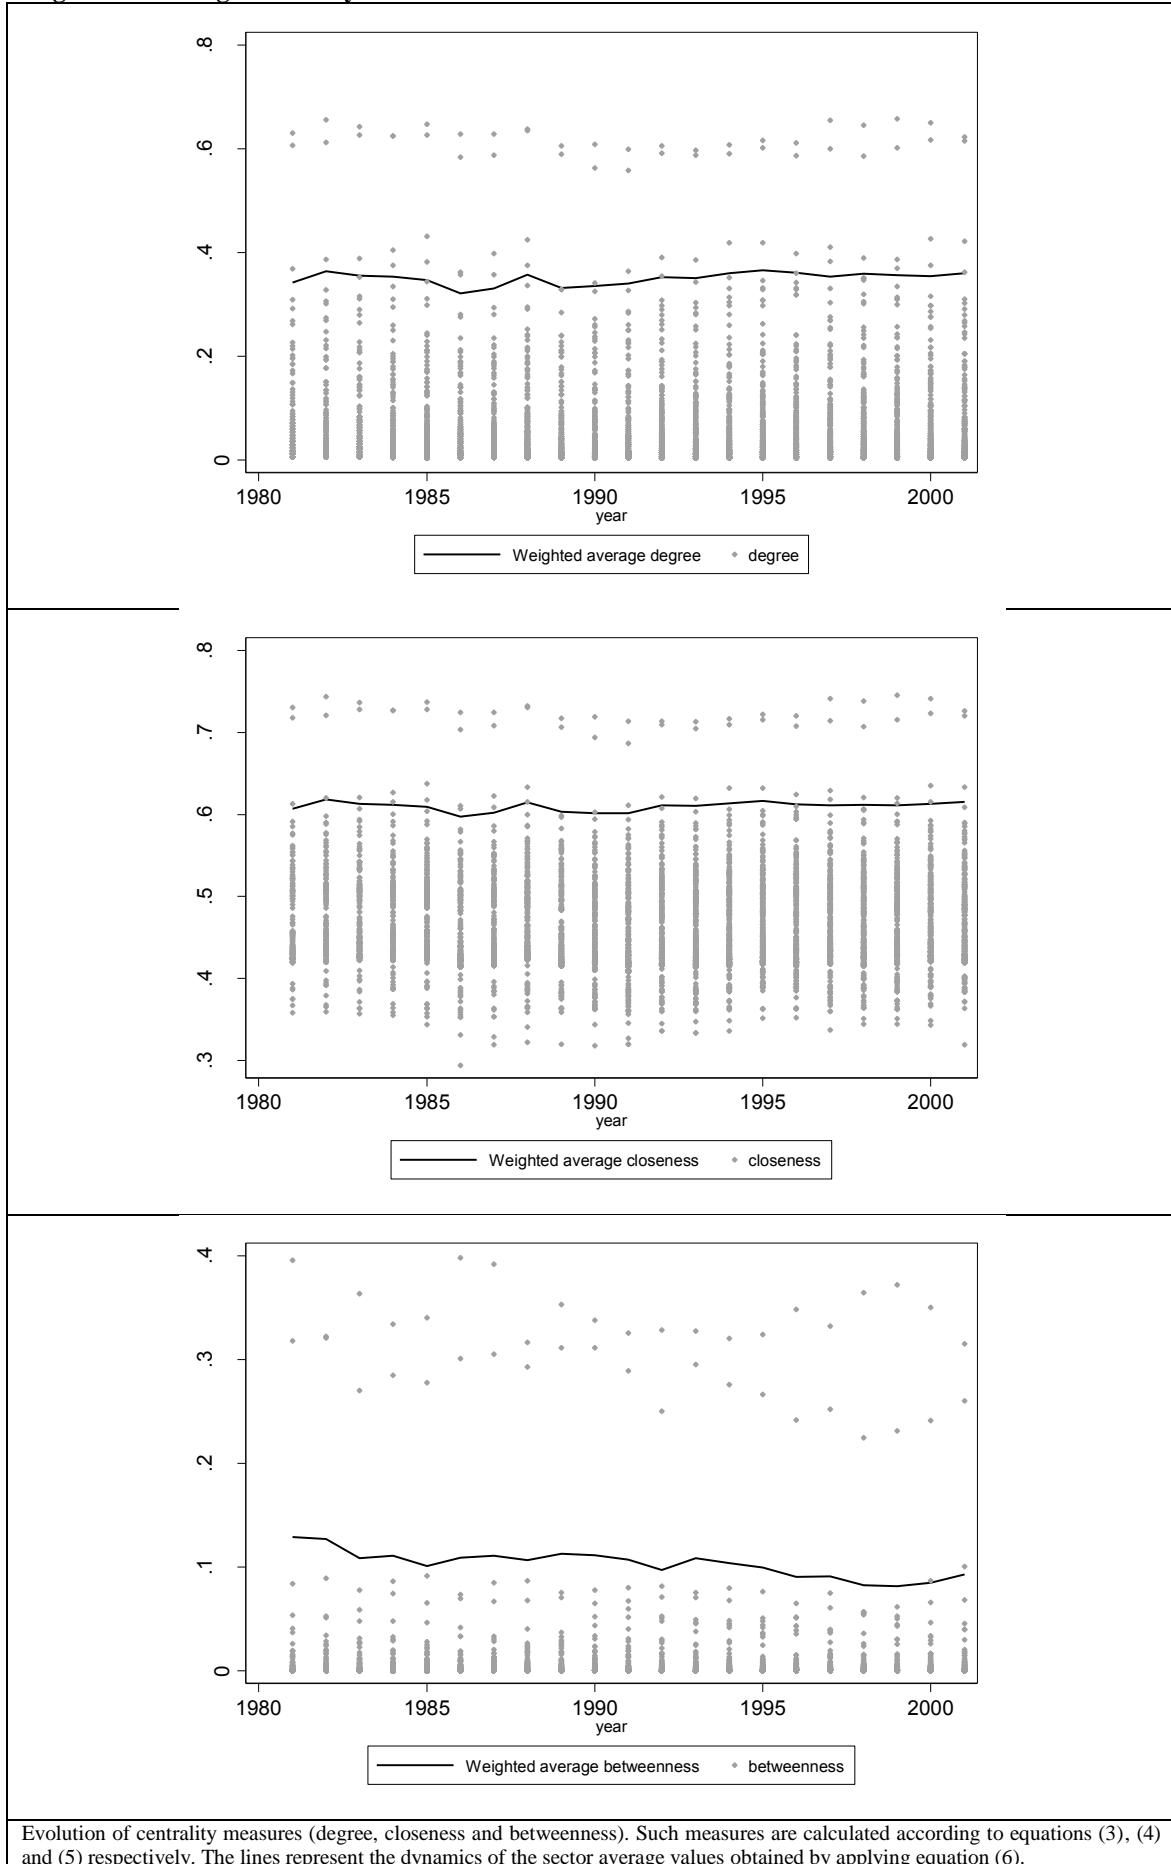 .8
.6
.4
.2
0
1980 1985 1990 1995 2000
year
Weighted average degree degree
.8
.7
.6
.5
.4
.3
1980 1985 1990 1995 2000
year
Weighted average closeness closeness
.4
.3
.2
.1
0
1980 1985 1990 1995 2000
year
Weighted average betweenness betweenness
Evolution of centrality measures (degree, closeness and betweenness). Such measures are calculated according to equations (3), (4)
and (5) respectively. The lines represent the dynamics of the sector average values obtained by applying equation (6).